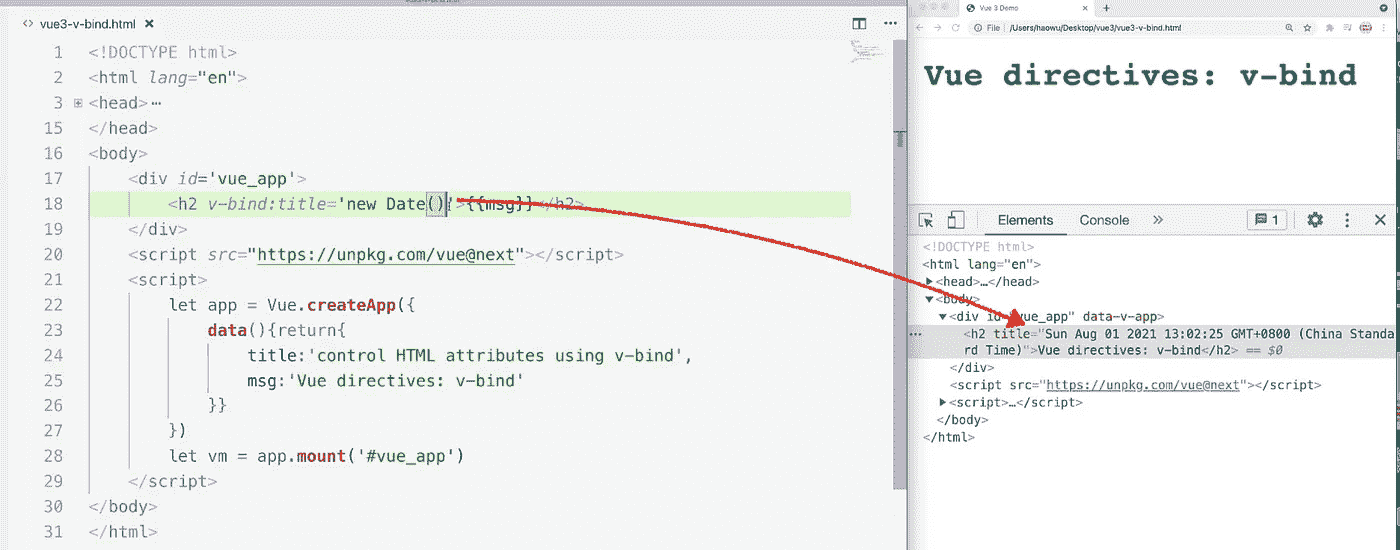 vue3-v-bind.html
1 <!DOCTYPE html>
2 <html lang="en">
3 <head>…
15 </head>
16 <body>
17 <div id='vue_app'>
18 <h2 v-bind:title='new Date()'>{{msg}}</h2>
19 </div>
20 <script src="https://unpkg.com/vue@next"></script>
21 <script>
22 let app = Vue.createApp({
23 data(){return{
24 title:'control HTML attributes using v-bind',
25 msg:'Vue directives: v-bind'
26 }}
27 })
28 let vm = app.mount('#vue_app')
29 </script>
30 </body>
31 </html>
Vue 3 Demo
File | /Users/haowu/Desktop/vue3/vue3-v-bind.html
Vue directives: v-bind
Elements Console 1
<!DOCTYPE html>
<html lang="en">
<head>…</head>
<body>
<div id="vue_app" data-v-app>
<h2 title="Sun Aug 01 2021 13:02:25 GMT+0800 (China Standa
rd Time)">Vue directives: v-bind</h2> == $0
</div>
<script src="https://unpkg.com/vue@next"></script>
<script>…</script>
</body>
</html>